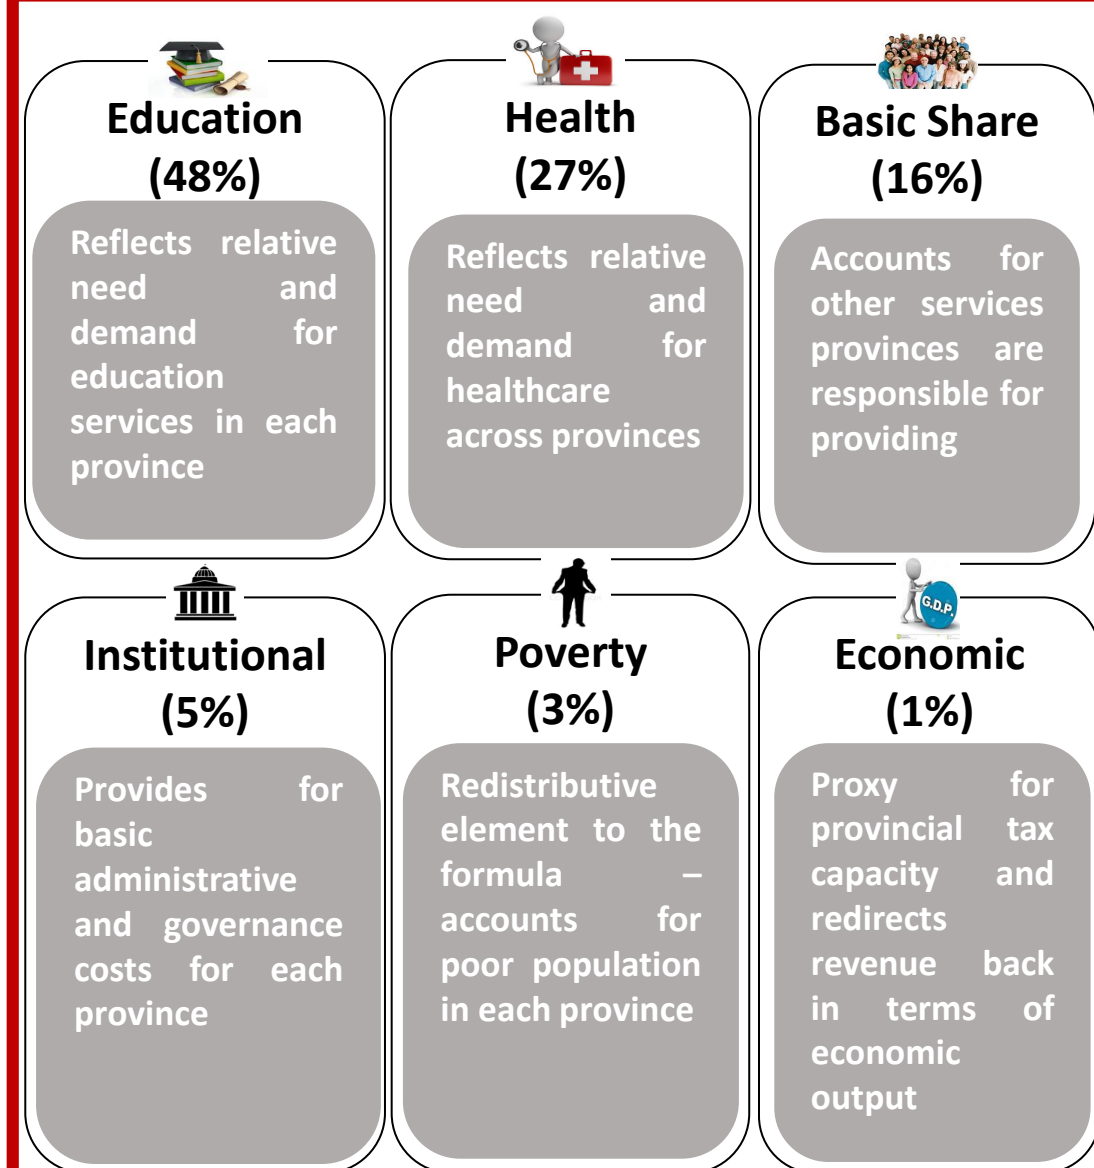 Education
(48%)
Reflects relative
need and
demand for
education
services in each
province
Health
(27%)
Reflects relative
need and
demand for
healthcare
across provinces
Basic Share
(16%)
Accounts for
other services
provinces are
responsible for
providing
Institutional
(5%)
Provides for
basic
administrative
and governance
costs for each
province
Poverty
(3%)
Redistributive
element to the
formula –
accounts for
poor population
in each province
G.D.P.
Economic
(1%)
Proxy for
provincial tax
capacity and
redirects
revenue back
in terms of
economic
output